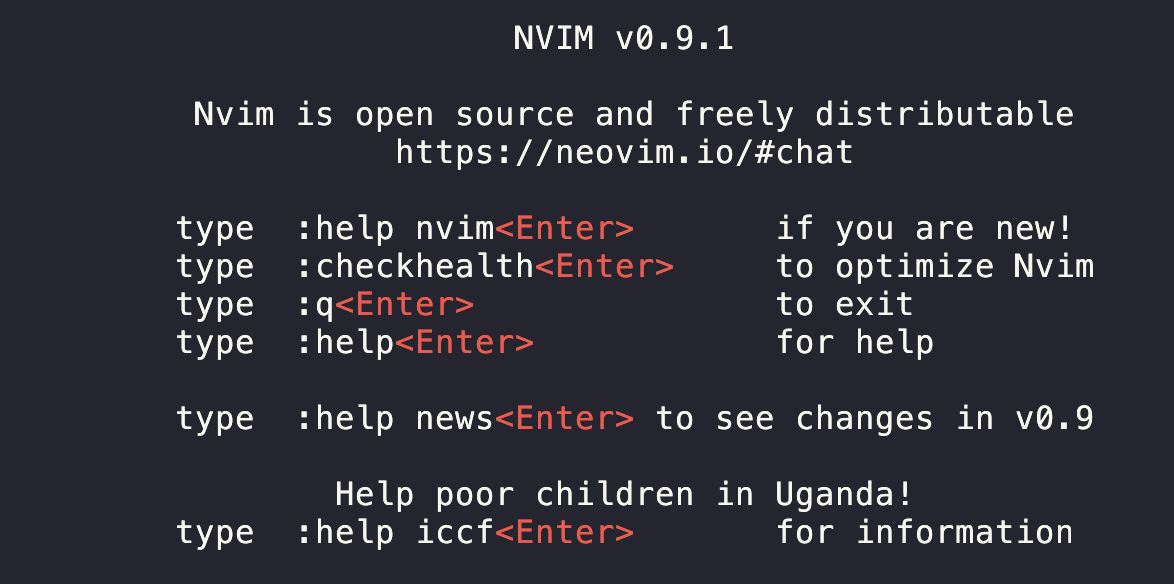 NVIM v0.9.1
Nvim is open source and freely distributable
https://neovim.io/#chat
type  :help nvim<Enter>       if you are new!
type  :checkhealth<Enter>     to optimize Nvim
type  :q<Enter>               to exit
type  :help<Enter>            for help
type  :help news<Enter> to see changes in v0.9
Help poor children in Uganda!
type  :help iccf<Enter>       for information